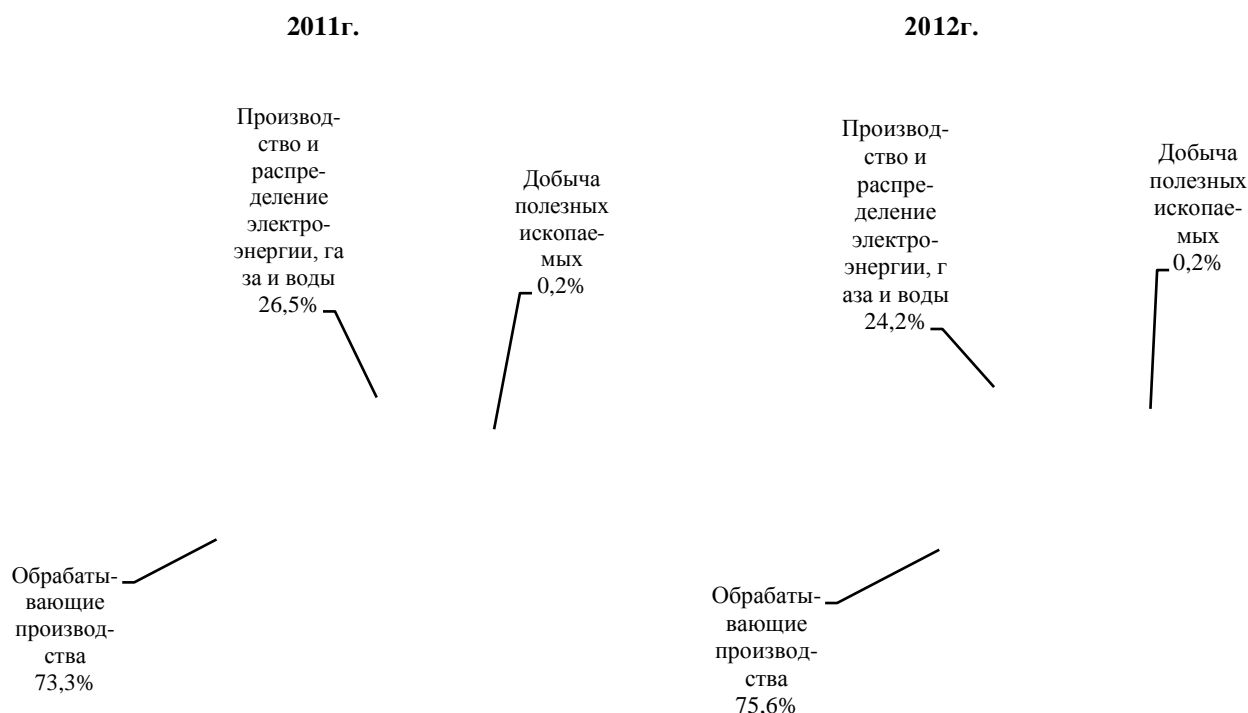 2011г.
Производ-
ство и
распре-
деление
электро-
энергии, га
за и воды
26,5%
Добыча
полезных
ископае-
мых
0,2%
Обрабаты-
вающие
производ-
ства
73,3%
2012г.
Производ-
ство и
распре-
деление
электро-
энергии, г
аза и воды
24,2%
Добыча
полезных
ископае-
мых
0,2%
Обрабаты-
вающие
производ-
ства
75,6%